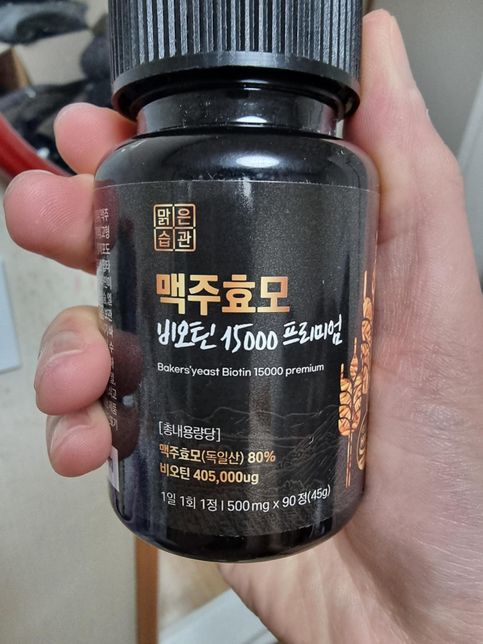 맑은
습관
맥주효모
비오틴 15000 프리미엄
Bakers'yeast Biotin 15000 premium
[총내용량당]
맥주효모(독일산) 80%
비오틴 405,000ug
1일 1회 1정 | 500mg x 90정(45g)